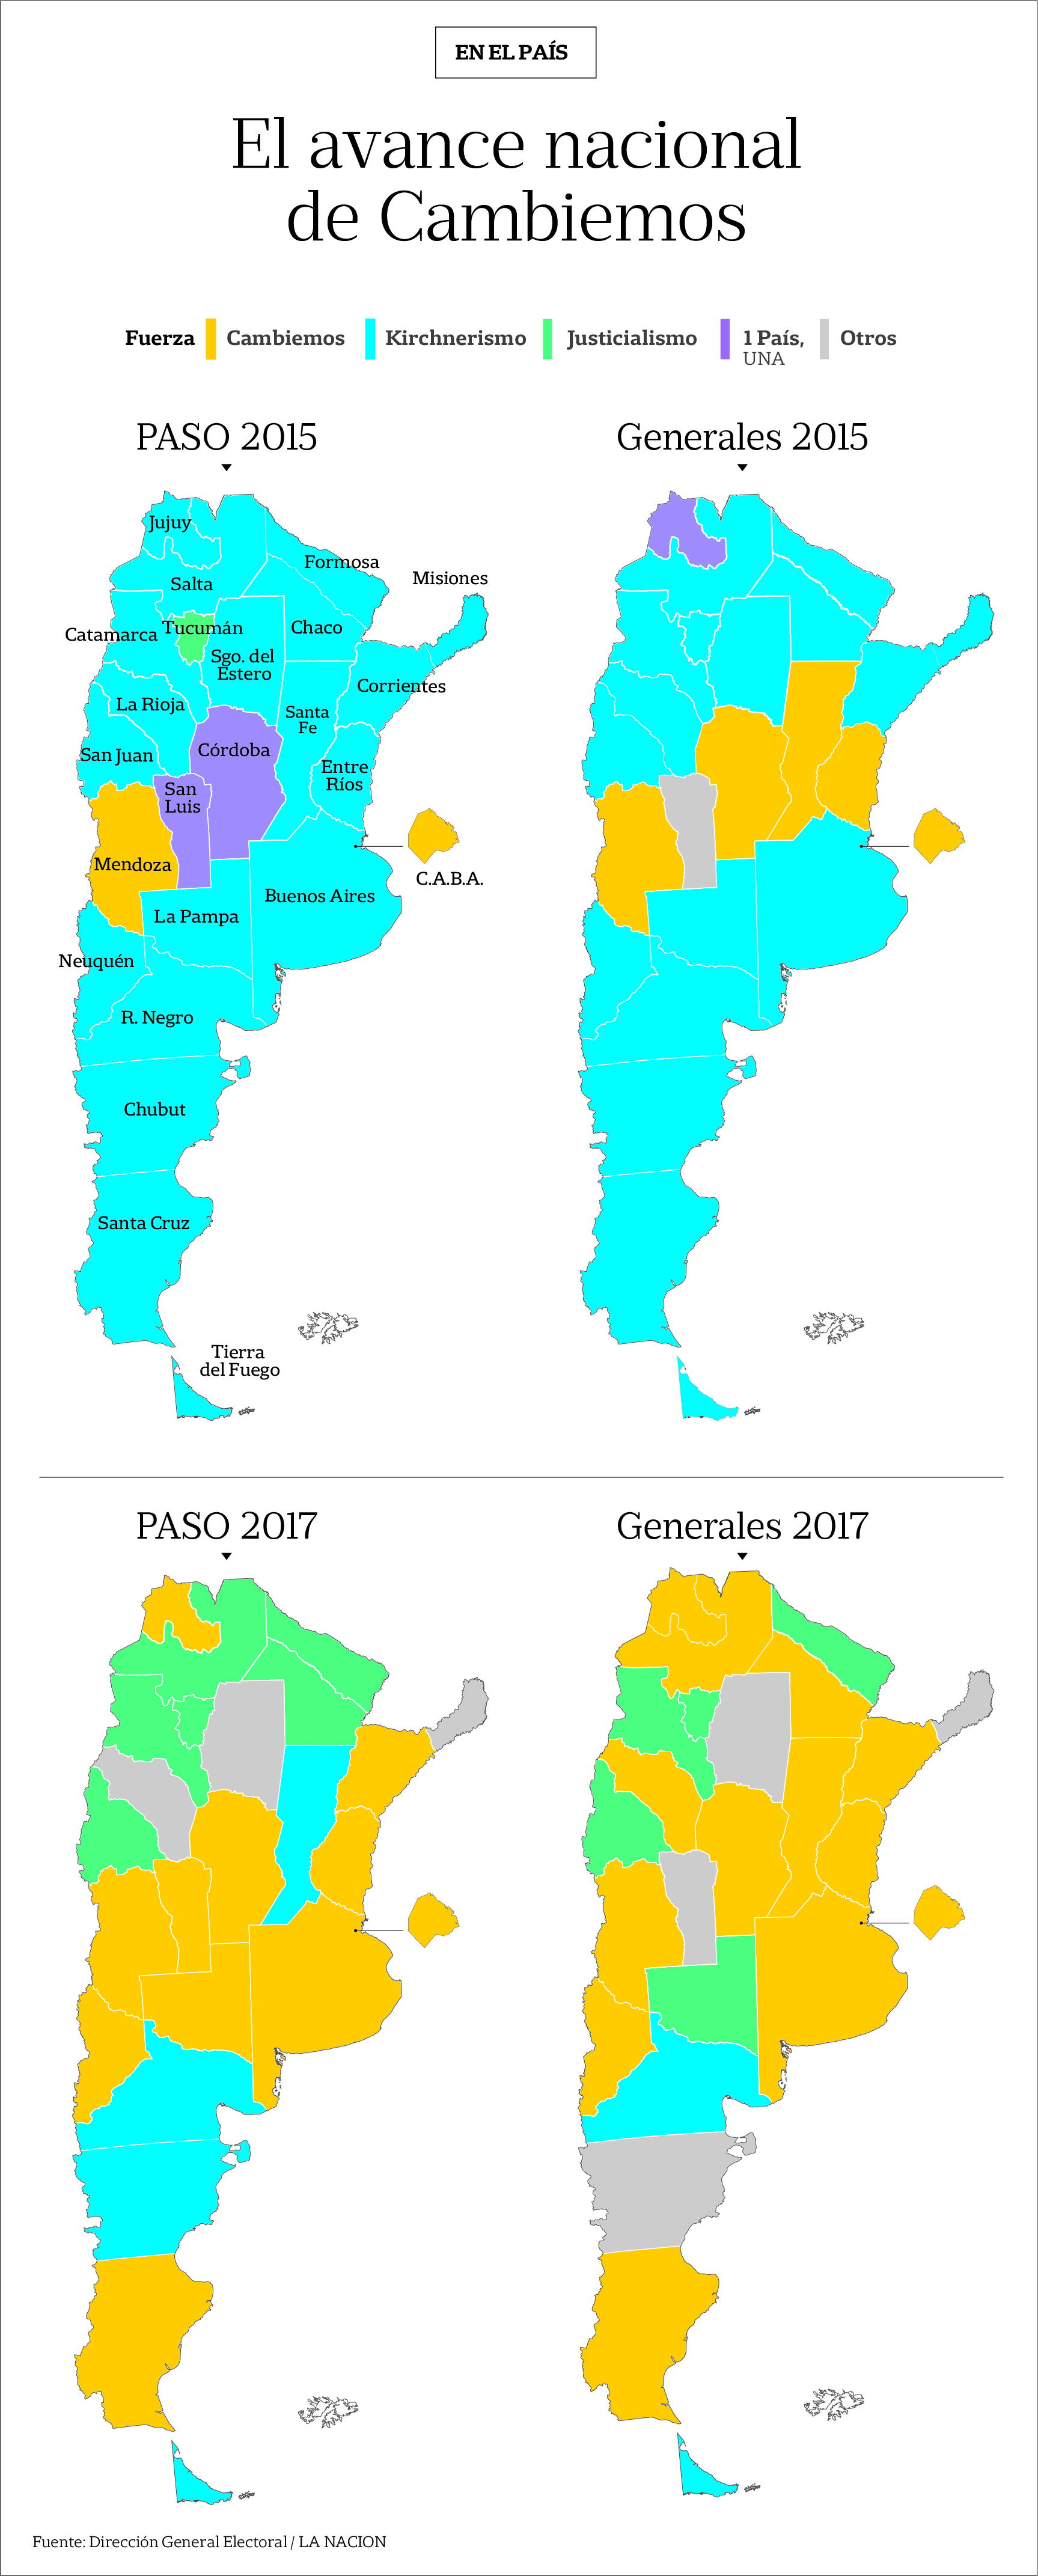 EN EL PAÍS
El avance nacional
de Cambiemos
Fuerza Cambiemos Kirchnerismo Justicialismo 1 País, Otros
UNA
PASO 2015
Generales 2015
Jujuy
Formosa
Misiones
Salta
Catamarca
Tucumán
Chaco
Sgo. del
Estero
Corrientes
La Rioja
Santa
Fe
San Juan
Córdoba
Entre
Ríos
San
Luis
Mendoza
C.A.B.A.
Buenos Aires
La Pampa
Neuquén
R. Negro
Chubut
Santa Cruz
Tierra
del Fuego
PASO 2017
Generales 2017
Fuente: Dirección General Electoral / LA NACION